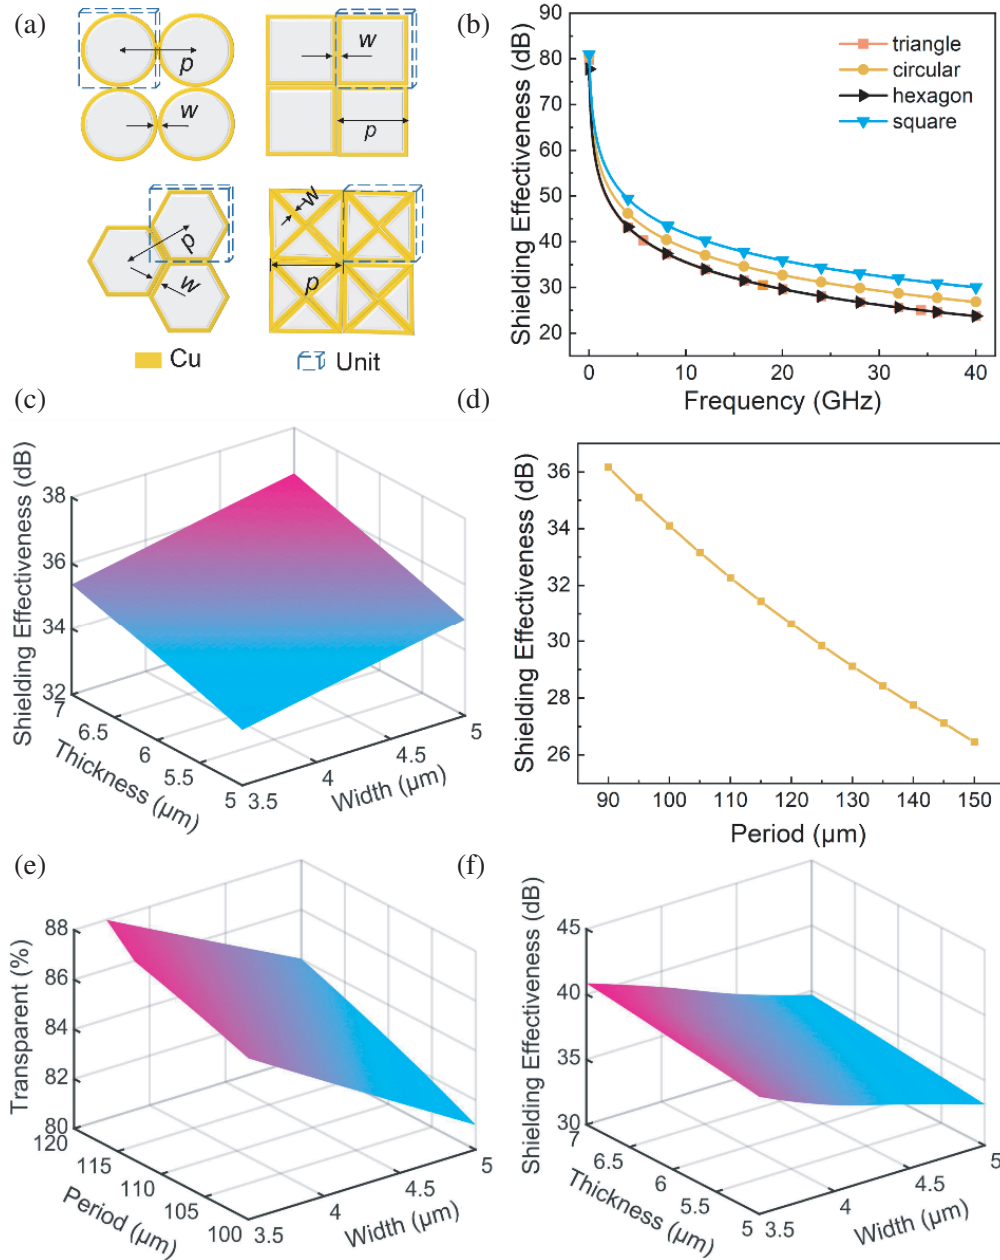 (a)
p
w
w
p
p
w
w
p
Cu
Unit
(b)
Shielding Effectiveness (dB)
90
80
70
60
50
40
30
20
triangle
circular
hexagon
square
0
10
20
30
40
Frequency (GHz)
(c)
Shielding Effectiveness (dB)
38
36
34
32
7
6.5
6
5.5
5
Thickness (μm)
3.5
4
4.5
5
Width (μm)
(d)
Shielding Effectiveness (dB)
36
34
32
30
28
26
90
100
110
120
130
140
150
Period (μm)
(e)
Transparent (%)
88
86
84
82
80
120
115
110
105
100
Period (μm)
3.5
4
4.5
5
Width (μm)
(f)
Shielding Effectiveness (dB)
45
40
35
30
7
6.5
6
5.5
5
Thickness (μm)
3.5
4
4.5
5
Width (μm)